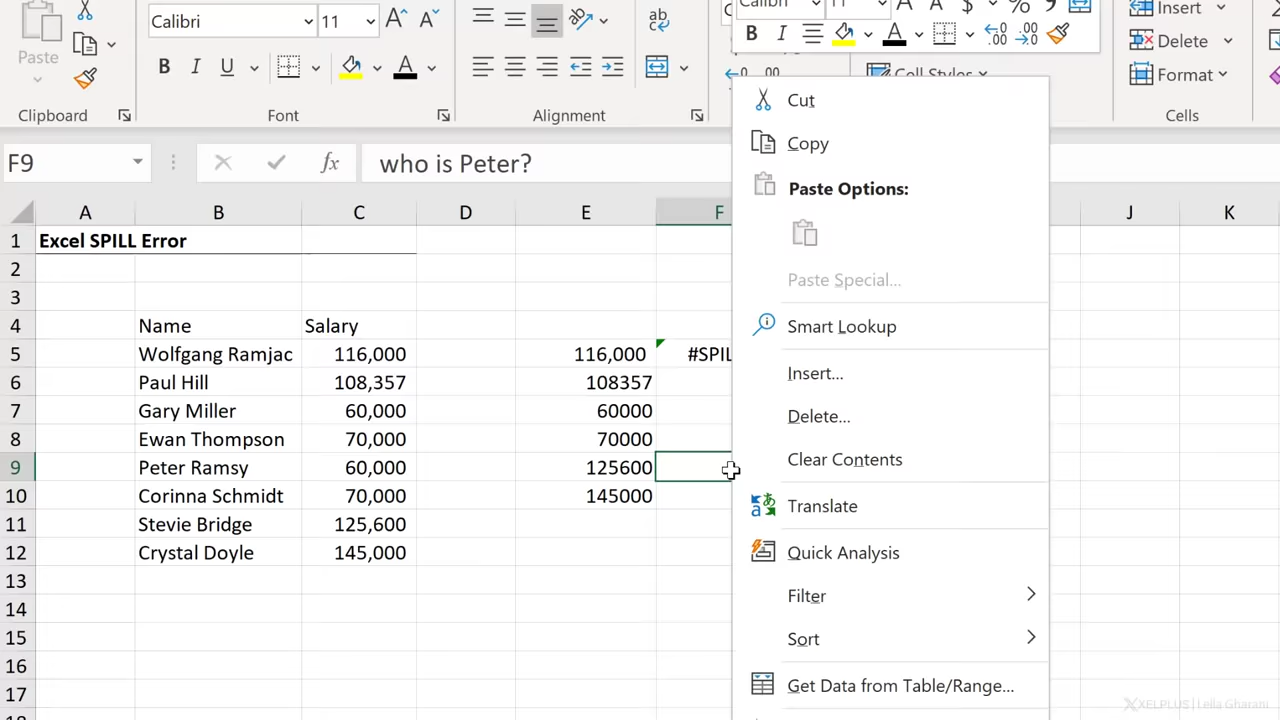 Calibri 11
Paste
Clipboard
Font
Alignment
Calibri 11
$ %
B I
B I U A
Cell Styles
Insert
Delete
Format
Cells
F9
fx
who is Peter?
A B C D E F J K
1 Excel SPILL Error
2
3
4 Name Salary
5 Wolfgang Ramjac 116,000 116,000 #SPIL
6 Paul Hill 108,357 108357
7 Gary Miller 60,000 60000
8 Ewan Thompson 70,000 70000
9 Peter Ramsy 60,000 125600
10 Corinna Schmidt 70,000 145000
11 Stevie Bridge 125,600
12 Crystal Doyle 145,000
13
14
15
16
17
Cut
Copy
Paste Options:
Paste Special...
Smart Lookup
Insert...
Delete...
Clear Contents
Translate
Quick Analysis
Filter
Sort
Get Data from Table/Range...
XELPLUS | Leila Gharani